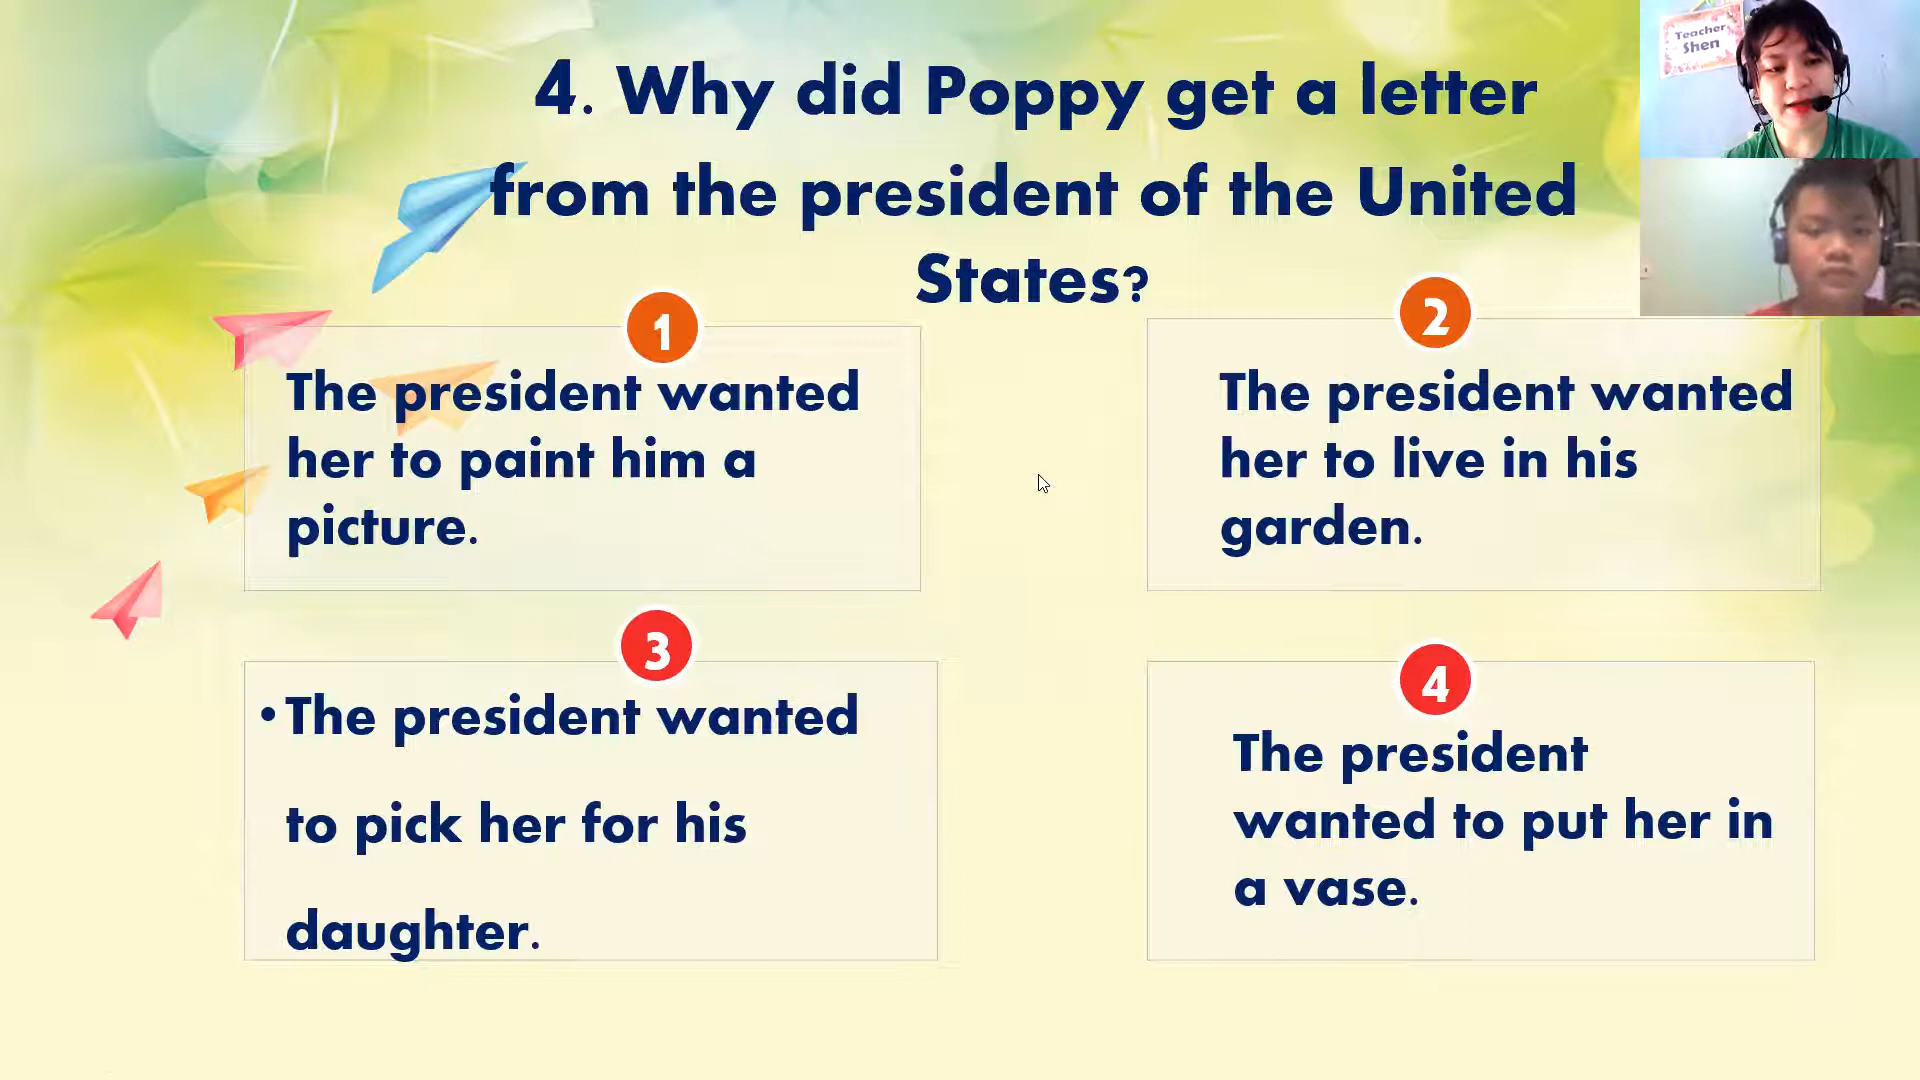 4. Why did Poppy get a letter
from the president of the United
States?
1
The president wanted
her to paint him a
picture.
2
The president wanted
her to live in his
garden.
3
• The president wanted
to pick her for his
daughter.
4
The president
wanted to put her in
a vase.
Teacher
Shen